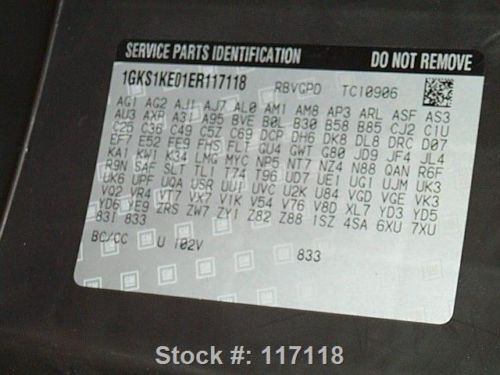 SERVICE PARTS IDENTIFICATION DO NOT REMOVE
1GKS1KE01ER117118 RBVGPD TC10906
AG1 AG2 AJ1 AJ7 AL0 AM1 AM8 AP3 ARL ASF AS3
AU3 AXP A31 A95 BVE B0L B30 B58 B85 CJ2 C1U
C25 C36 C49 C5Z C69 DCP DH6 DK8 DL8 DRC D07
EF7 E52 FE9 FHS FLT GU4 GWT G80 JD9 JF4 JL4
KA1 KW1 K34 LMG MYC NP5 NT7 NZ4 N88 QAN R6F
R9N SAF SLT TL1 T74 T96 UD7 UE1 UG1 UJM UK3
UK6 UPF UQA USR UU1 UVC U2K U84 VGD VGE VK3
VQ2 VR4 VT7 VX7 V1K V54 V76 V8D XL7 YD3 YD5
YD6 YE9 ZRS ZW7 ZY1 Z82 Z88 1SZ 4SA 6XU 7XU
831 833
BC/CC U 102V 833
Stock #: 117118